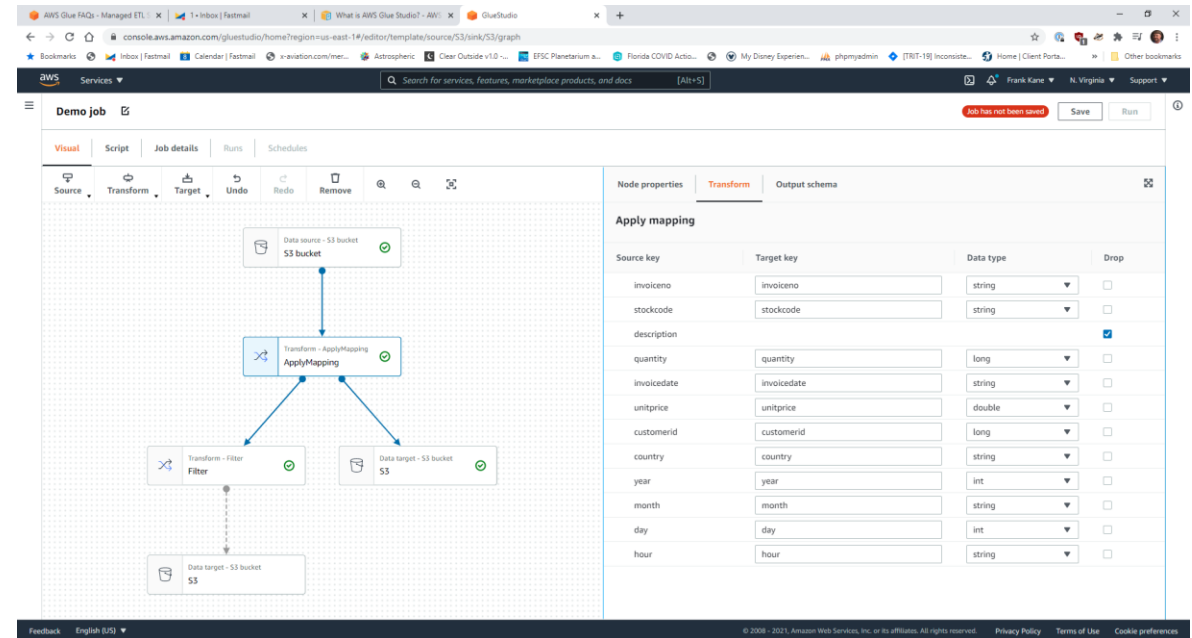 AWS Glue FAQs - Managed ETL S
1 • Inbox | Fastmail
What is AWS Glue Studio? - AWS
GlueStudio
console.aws.amazon.com/gluestudio/home?region=us-east-1#/editor/template/source/S3/sink/S3/graph
Bookmarks
Inbox | Fastmail
Calendar | Fastmail
x-aviation.com/mer...
Astrospheric
Clear Outside v1.0 -...
EFSC Planetarium a...
Florida COVID Actio...
My Disney Experien...
phpmyadmin
[TRIT-19] Inconsiste...
Home | Client Porta...
Other bookmarks
aws
Services
Search for services, features, marketplace products, and docs [Alt+S]
Frank Kane
N. Virginia
Support
Demo job
Job has not been saved
Save
Run
Visual
Script
Job details
Runs
Schedules
Source
Transform
Target
Undo
Redo
Remove
Data source - S3 bucket
S3 bucket
Transform - ApplyMapping
ApplyMapping
Transform - Filter
Filter
Data target - S3 bucket
S3
Data target - S3 bucket
S3
Node properties
Transform
Output schema
Apply mapping
Source key Target key Data type Drop
invoiceno invoiceno string
stockcode stockcode string
description
quantity quantity long
invoicedate invoicedate string
unitprice unitprice double
customerid customerid long
country country string
year year int
month month string
day day int
hour hour string
Feedback
English (US)
© 2008 - 2021, Amazon Web Services, Inc. or its affiliates. All rights reserved.
Privacy Policy
Terms of Use
Cookie preferences